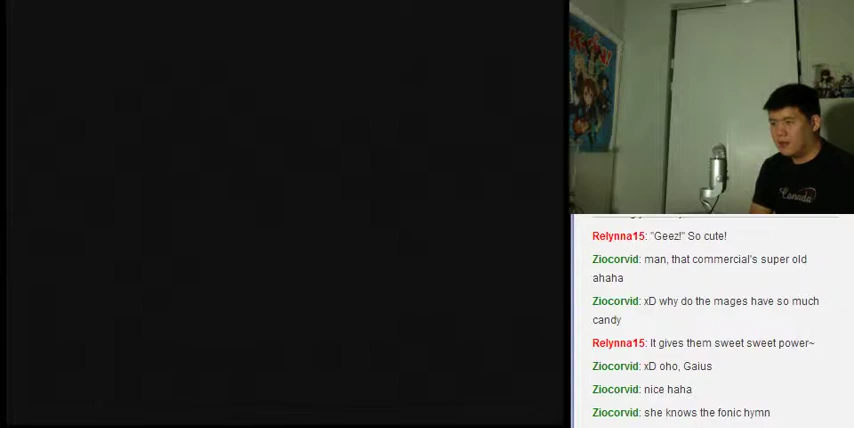 K-ON!
Canada
Relynna15: "Geez!" So cute!
Ziocorvid: man, that commercial's super old
ahaha
Ziocorvid: xD why do the mages have so much
candy
Relynna15: It gives them sweet sweet power~
Ziocorvid: xD oho, Gaius
Ziocorvid: nice haha
Ziocorvid: she knows the fonic hymn